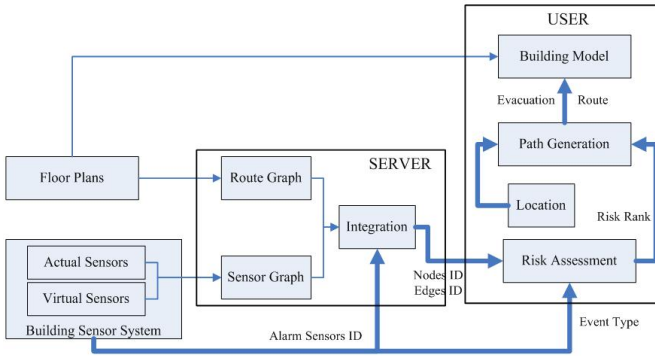 USER
Building Model
Evacuation Route
SERVER
Path Generation
Floor Plans
Route Graph
Location
Integration
Risk Rank
Actual Sensors
Virtual Sensors
Sensor Graph
Nodes ID
Edges ID
Risk Assessment
Building Sensor System
Alarm Sensors ID
Event Type